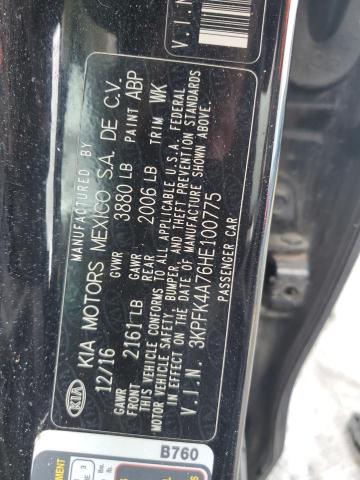 MANUFACTURED BY
KIA MOTORS MEXICO S.A. DE C.V.
12/16 GVWR 3880 LB PAINT ABP
GAWR FRONT 2161 LB GAWR REAR 2006 LB TRIM WK
THIS VEHICLE CONFORMS TO ALL APPLICABLE U.S.A. FEDERAL
MOTOR VEHICLE SAFETY, BUMPER, AND THEFT PREVENTION STANDARDS
IN EFFECT ON THE DATE OF MANUFACTURE SHOWN ABOVE.
V.I.N. 3KPFK4A76HE100775
PASSENGER CAR
V.I.N.
KIA
B760